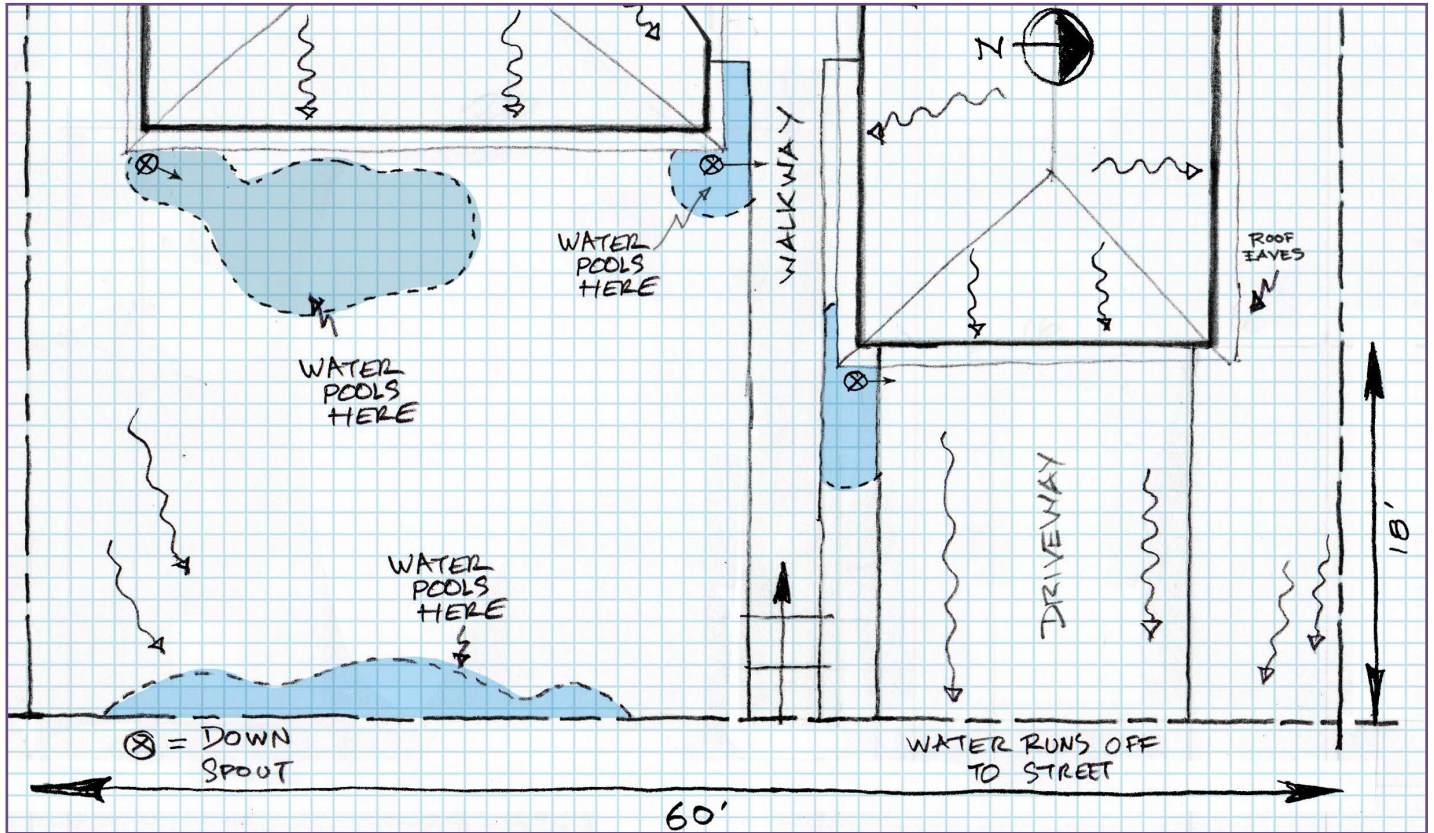 N
WALKWAY
ROOF
EAVES
WATER
POOLS
HERE
WATER
POOLS
HERE
18'
DRIVEWAY
WATER
POOLS
HERE
⊗ = DOWN
SPOUT
WATER RUNS OFF
TO STREET
60'